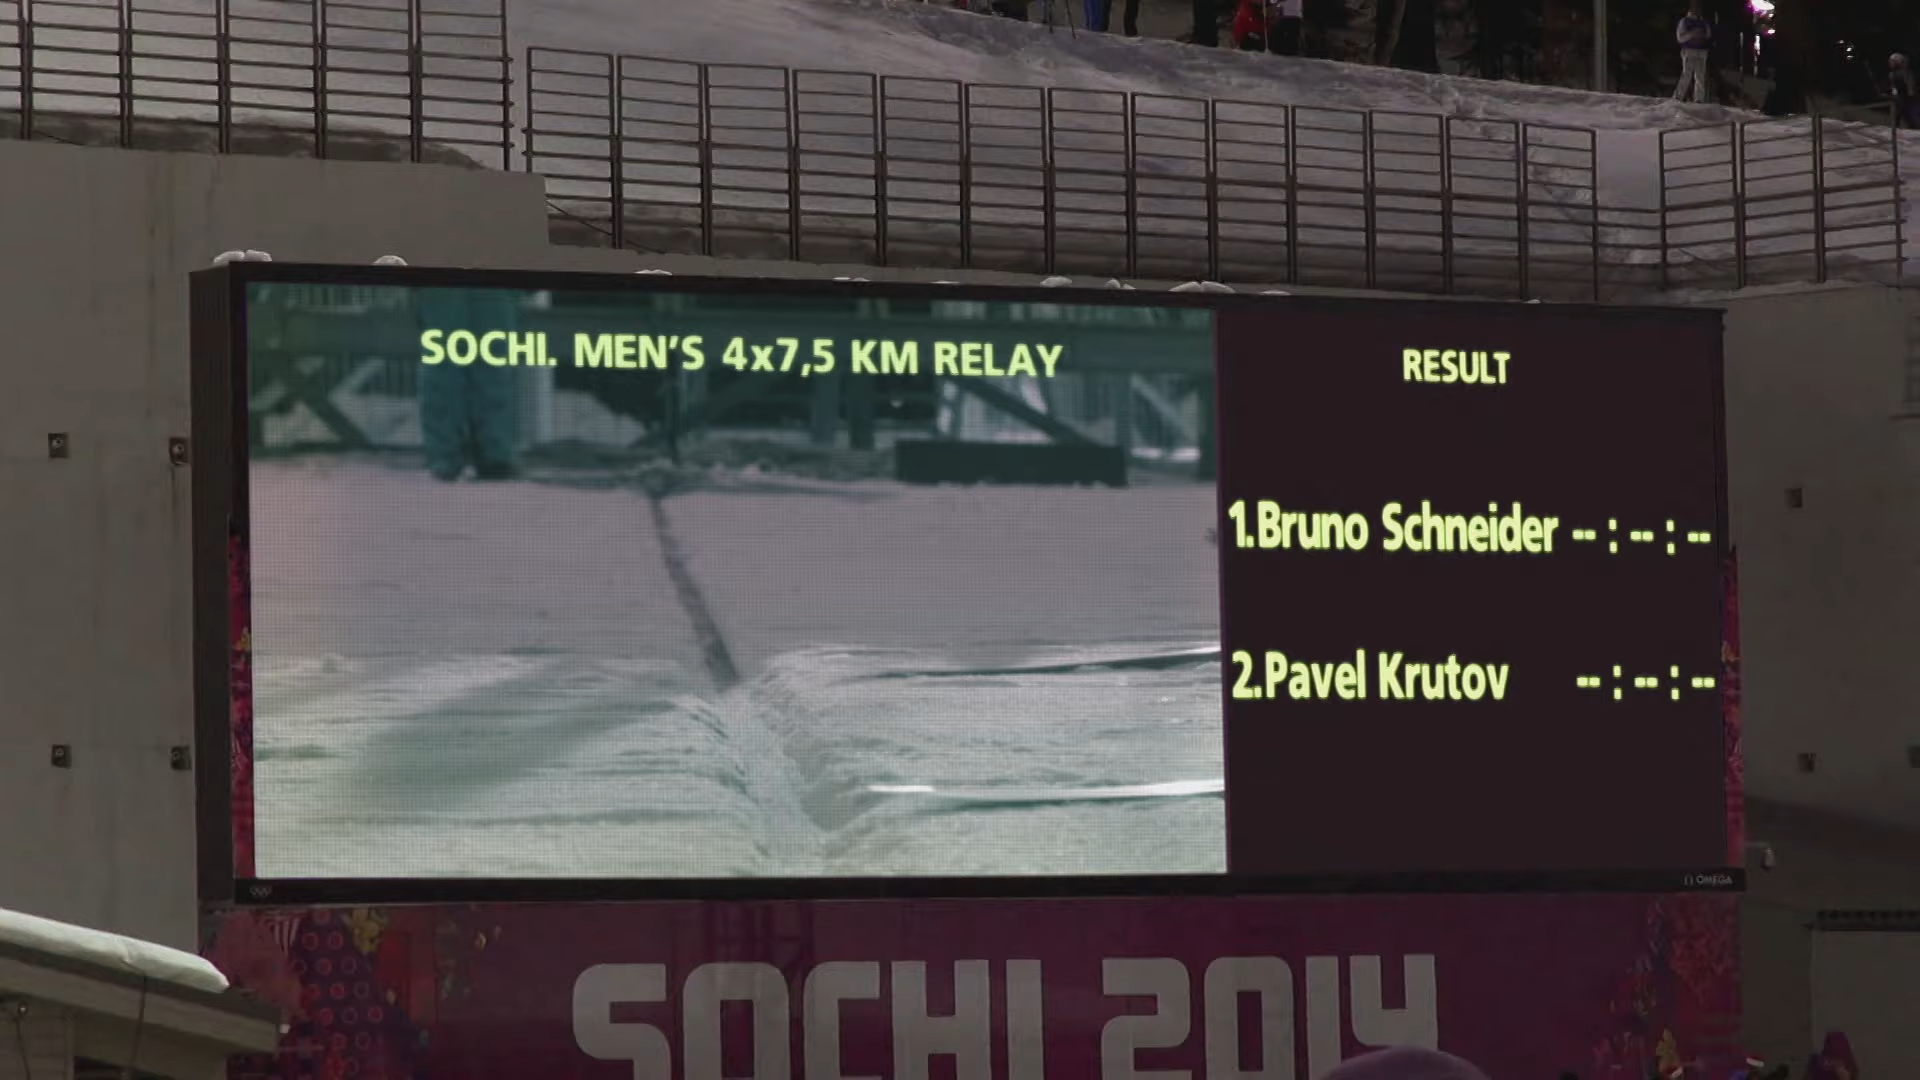 SOCHI. MEN'S 4x7,5 KM RELAY
RESULT
1.Bruno Schneider -- : -- : --
2.Pavel Krutov -- : -- : --
OMEGA
SOCHI 2014